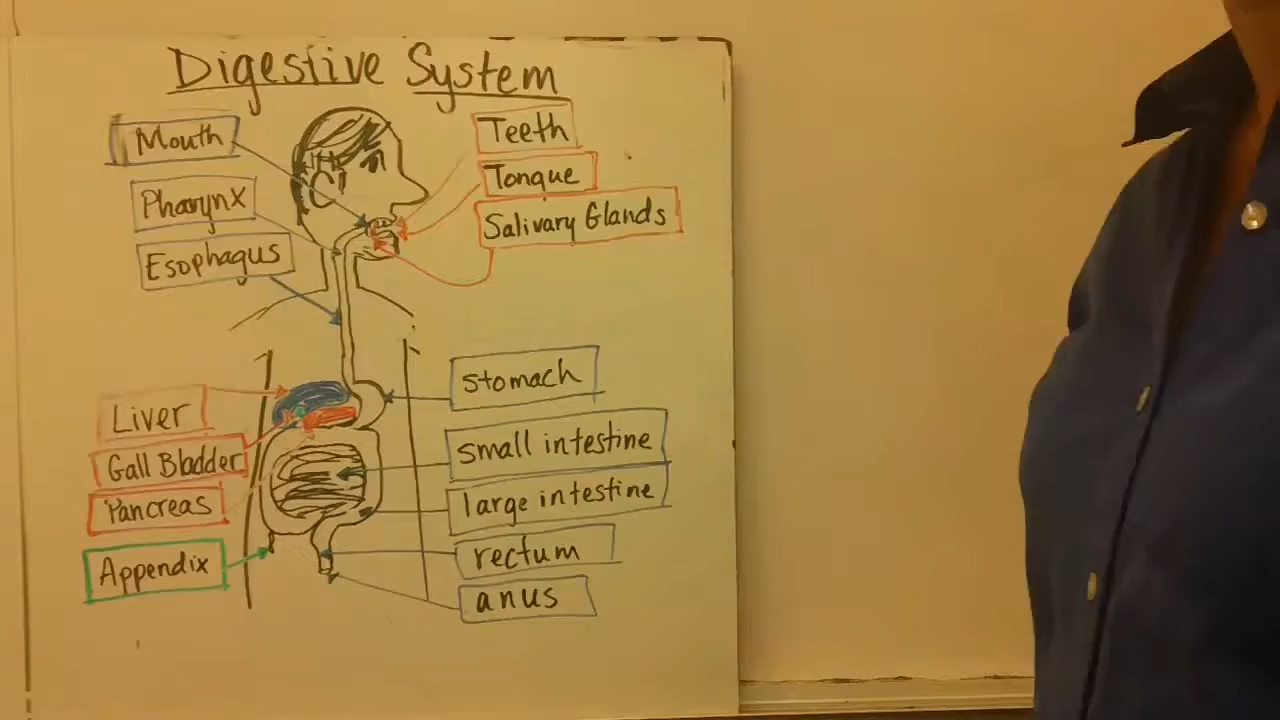 Digestive System
Mouth
Pharynx
Esophagus
Teeth
Tongue
Salivary Glands
Liver
Gall Bladder
Pancreas
Appendix
stomach
small intestine
large intestine
rectum
anus